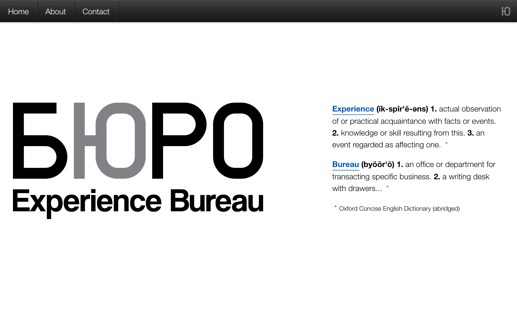 Home About Contact Ю
БЮРО
Experience Bureau
Experience (ĭk-spîr'ē-əns) 1. actual observation
of or practical acquaintance with facts or events.
2. knowledge or skill resulting from this. 3. an
event regarded as affecting one. *
Bureau (byŏŏr'ō) 1. an office or department for
transacting specific business. 2. a writing desk
with drawers... *
* Oxford Concise English Dictionary (abridged)